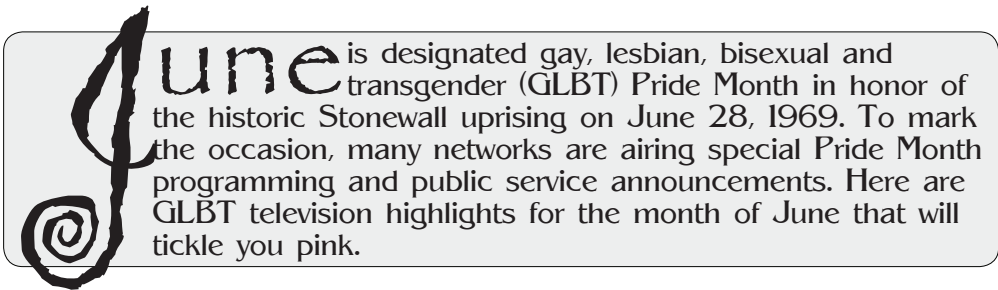 June is designated gay, lesbian, bisexual and
transgender (GLBT) Pride Month in honor of
the historic Stonewall uprising on June 28, 1969. To mark
the occasion, many networks are airing special Pride Month
programming and public service announcements. Here are
GLBT television highlights for the month of June that will
tickle you pink.